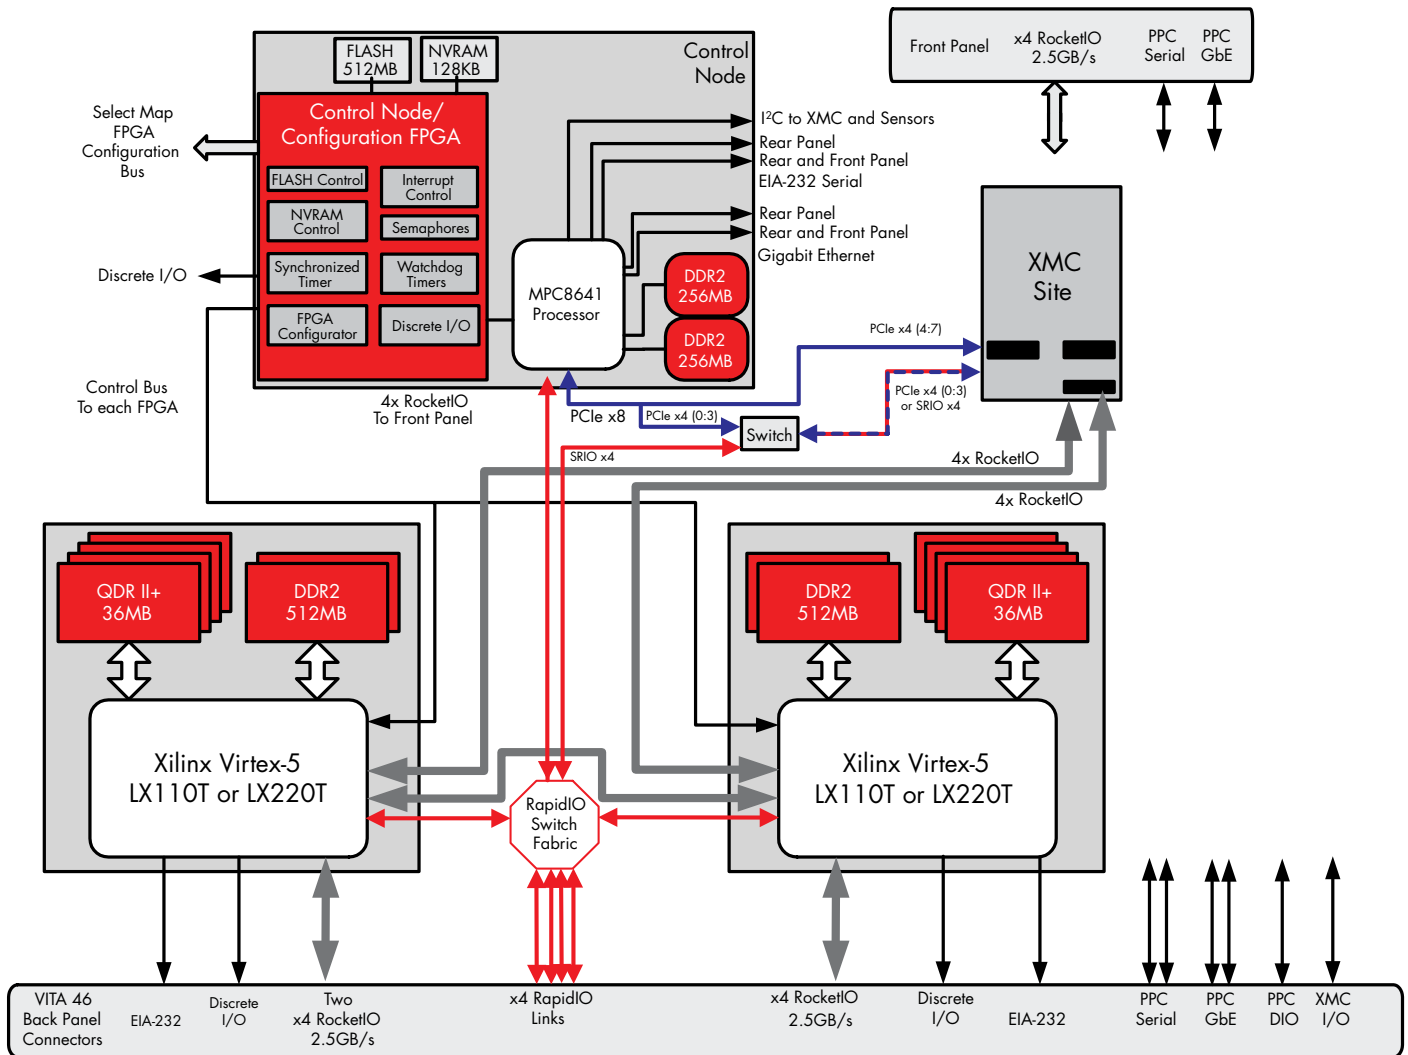 Front Panel
x4 RocketIO
2.5GB/s
PPC
Serial
PPC
GbE
FLASH
512MB
NVRAM
128KB
Control
Node
Select Map
FPGA
Configuration
Bus
Control Node/
Configuration FPGA
FLASH Control
Interrupt
Control
NVRAM
Control
Semaphores
Synchronized
Timer
Watchdog
Timers
FPGA
Configurator
Discrete I/O
Discrete I/O
Control Bus
To each FPGA
MPC8641
Processor
I²C to XMC and Sensors
Rear Panel
Rear and Front Panel
EIA-232 Serial
Rear Panel
Rear and Front Panel
Gigabit Ethernet
DDR2
256MB
DDR2
256MB
XMC
Site
PCIe x4 (4:7)
PCIe x4 (0:3)
or SRIO x4
4x RocketIO
To Front Panel
PCIe x8
PCIe x4 (0:3)
Switch
SRIO x4
4x RocketIO
4x RocketIO
QDR II+
36MB
DDR2
512MB
DDR2
512MB
QDR II+
36MB
Xilinx Virtex-5
LX110T or LX220T
RapidIO
Switch
Fabric
Xilinx Virtex-5
LX110T or LX220T
VITA 46
Back Panel
Connectors
EIA-232
Discrete
I/O
Two
x4 RocketIO
2.5GB/s
x4 RapidIO
Links
x4 RocketIO
2.5GB/s
Discrete
I/O
EIA-232
PPC
Serial
PPC
GbE
PPC
DIO
XMC
I/O